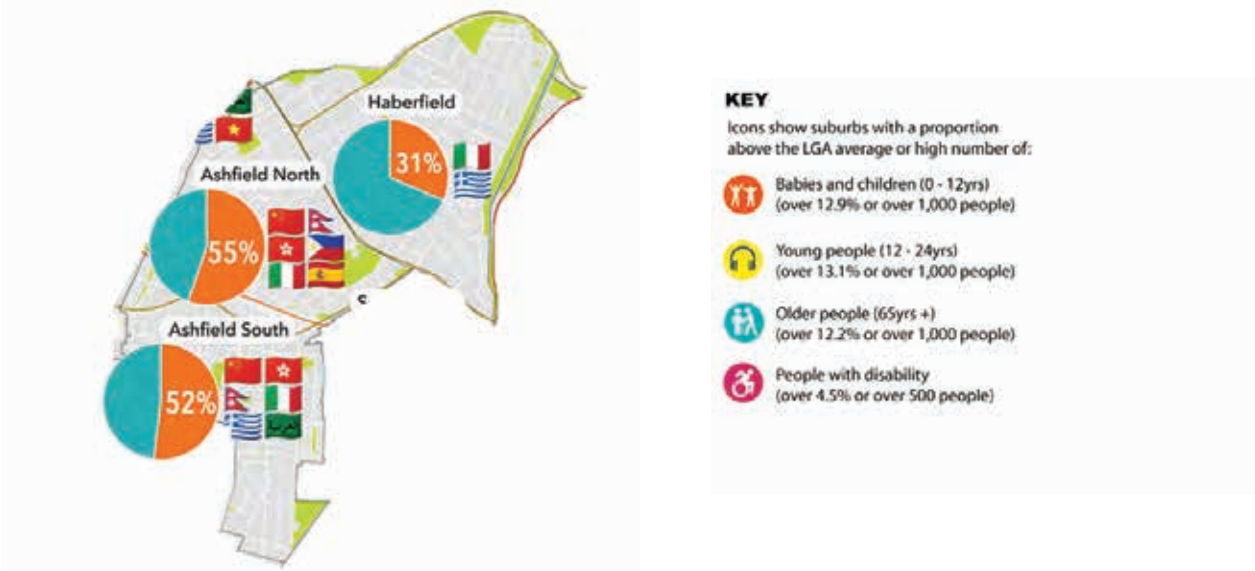 Haberfield
31%
Ashfield North
55%
c
Ashfield South
52%
العربية
KEY
Icons show suburbs with a proportion
above the LGA average or high number of:
Babies and children (0 - 12yrs)
(over 12.9% or over 1,000 people)
Young people (12 - 24yrs)
(over 13.1% or over 1,000 people)
Older people (65yrs +)
(over 12.2% or over 1,000 people)
People with disability
(over 4.5% or over 500 people)